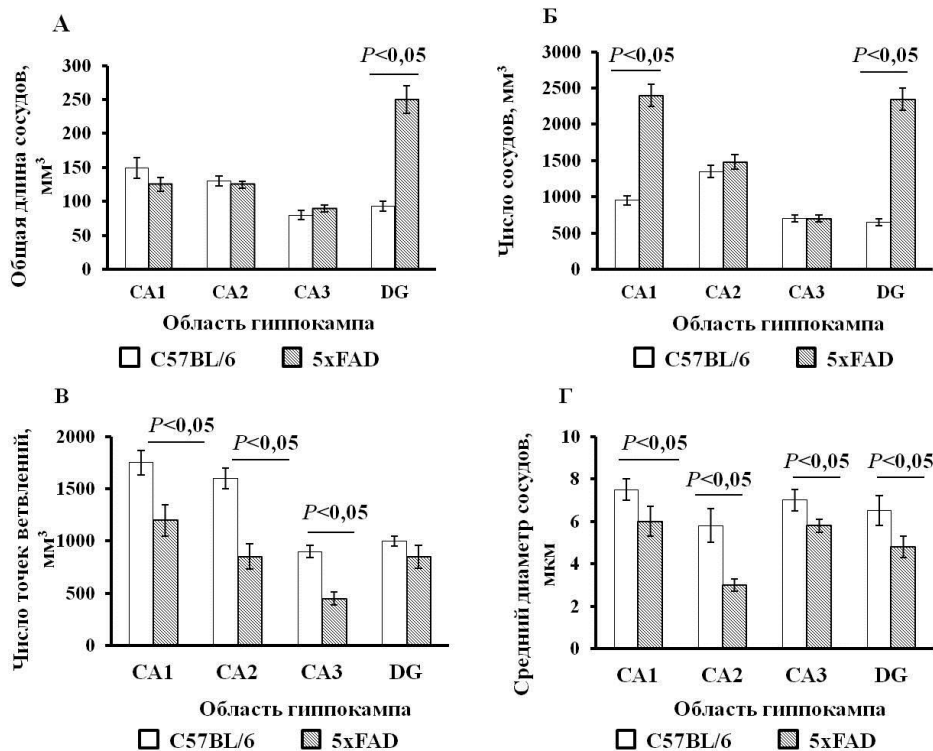 А
Общая длина сосудов,
мм³
300
250
200
150
100
50
0
P<0,05
CA1 CA2 CA3 DG
Область гиппокампа
C57BL/6 5xFAD
Б
Число сосудов, мм³
3000
2500
2000
1500
1000
500
0
P<0,05 P<0,05
CA1 CA2 CA3 DG
Область гиппокампа
C57BL/6 5xFAD
В
Число точек ветвлений,
мм³
2000
1500
1000
500
0
P<0,05
P<0,05
P<0,05
CA1 CA2 CA3 DG
Область гиппокампа
C57BL/6 5xFAD
Г
Средний диаметр сосудов,
мкм
10
8
6
4
2
0
P<0,05
P<0,05
P<0,05
P<0,05
CA1 CA2 CA3 DG
Область гиппокампа
C57BL/6 5xFAD